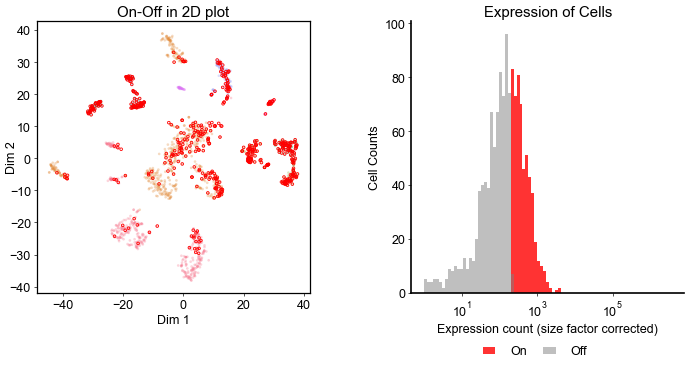 On-Off in 2D plot
40
30
20
10
0
−10
−20
−30
−40
Dim 2
−40 −20 0 20 40
Dim 1
Expression of Cells
100
80
60
40
20
0
Cell Counts
10^1 10^3 10^5
Expression count (size factor corrected)
On Off